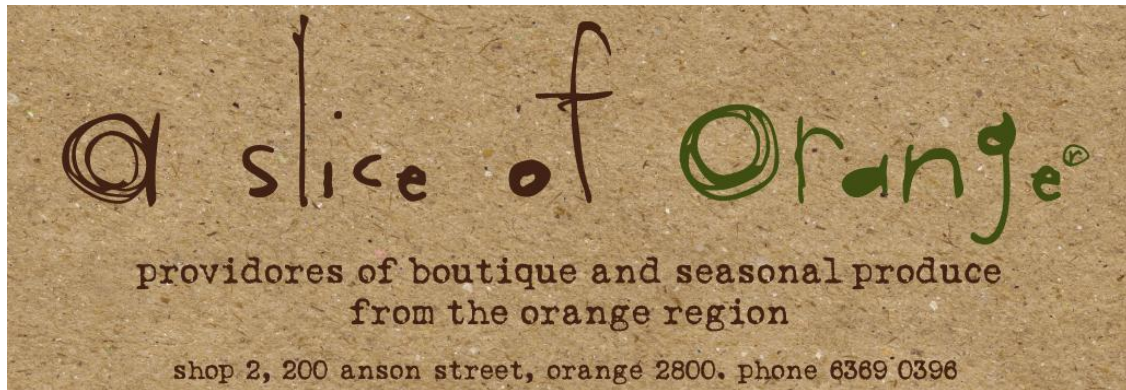 a slice of Orange®
providores of boutique and seasonal produce
from the orange region
shop 2, 200 anson street, orange 2800. phone 6369 0396